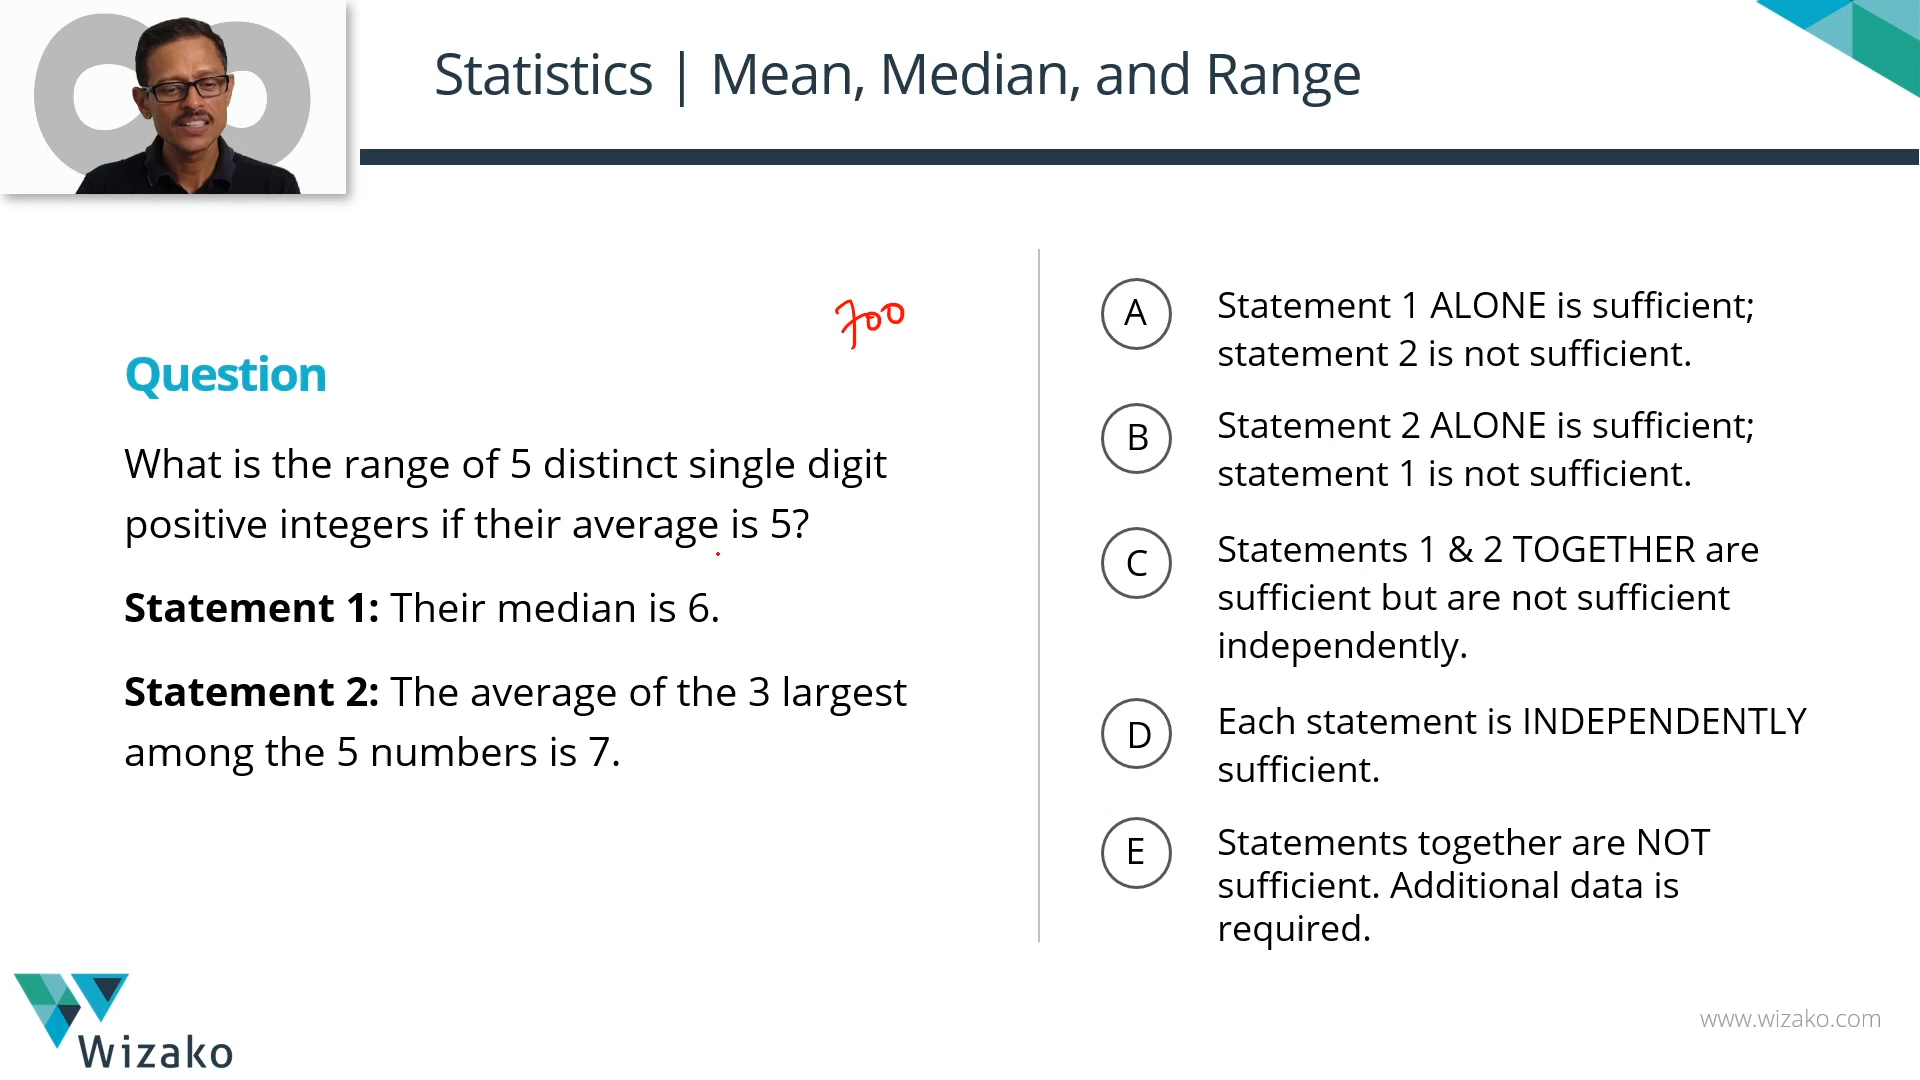 Statistics | Mean, Median, and Range
700
Question
What is the range of 5 distinct single digit
positive integers if their average is 5?
Statement 1: Their median is 6.
Statement 2: The average of the 3 largest
among the 5 numbers is 7.
A
Statement 1 ALONE is sufficient;
statement 2 is not sufficient.
B
Statement 2 ALONE is sufficient;
statement 1 is not sufficient.
C
Statements 1 & 2 TOGETHER are
sufficient but are not sufficient
independently.
D
Each statement is INDEPENDENTLY
sufficient.
E
Statements together are NOT
sufficient. Additional data is
required.
Wizako
www.wizako.com